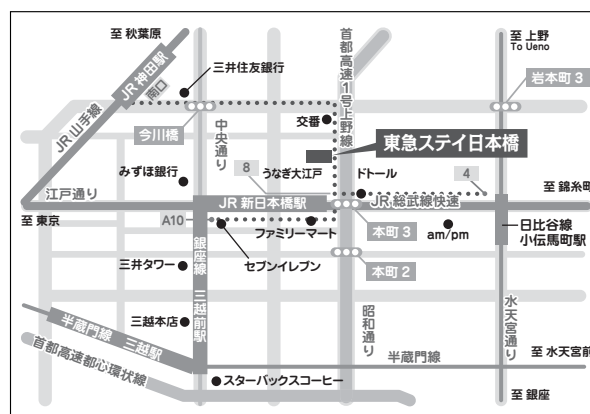 至 秋葉原
至 上野
To Ueno
三井住友銀行
JR 神田駅
南口
首都高速1号上野線
岩本町 3
JR 山手線
今川橋
中央通り
交番
東急ステイ日本橋
みずほ銀行
8
うなぎ大江戸
ドトール
4
江戸通り
JR 新日本橋駅
JR 総武線快速
至 錦糸町
至 東京
A10
ファミリーマート
本町 3
am/pm
日比谷線
小伝馬町駅
銀座線 三越前駅
セブンイレブン
三井タワー
本町 2
三越本店
昭和通り
水天宮通り
半蔵門線 三越駅
半蔵門線
至 水天宮前
首都高速都心環状線
スターバックスコーヒー
至 銀座